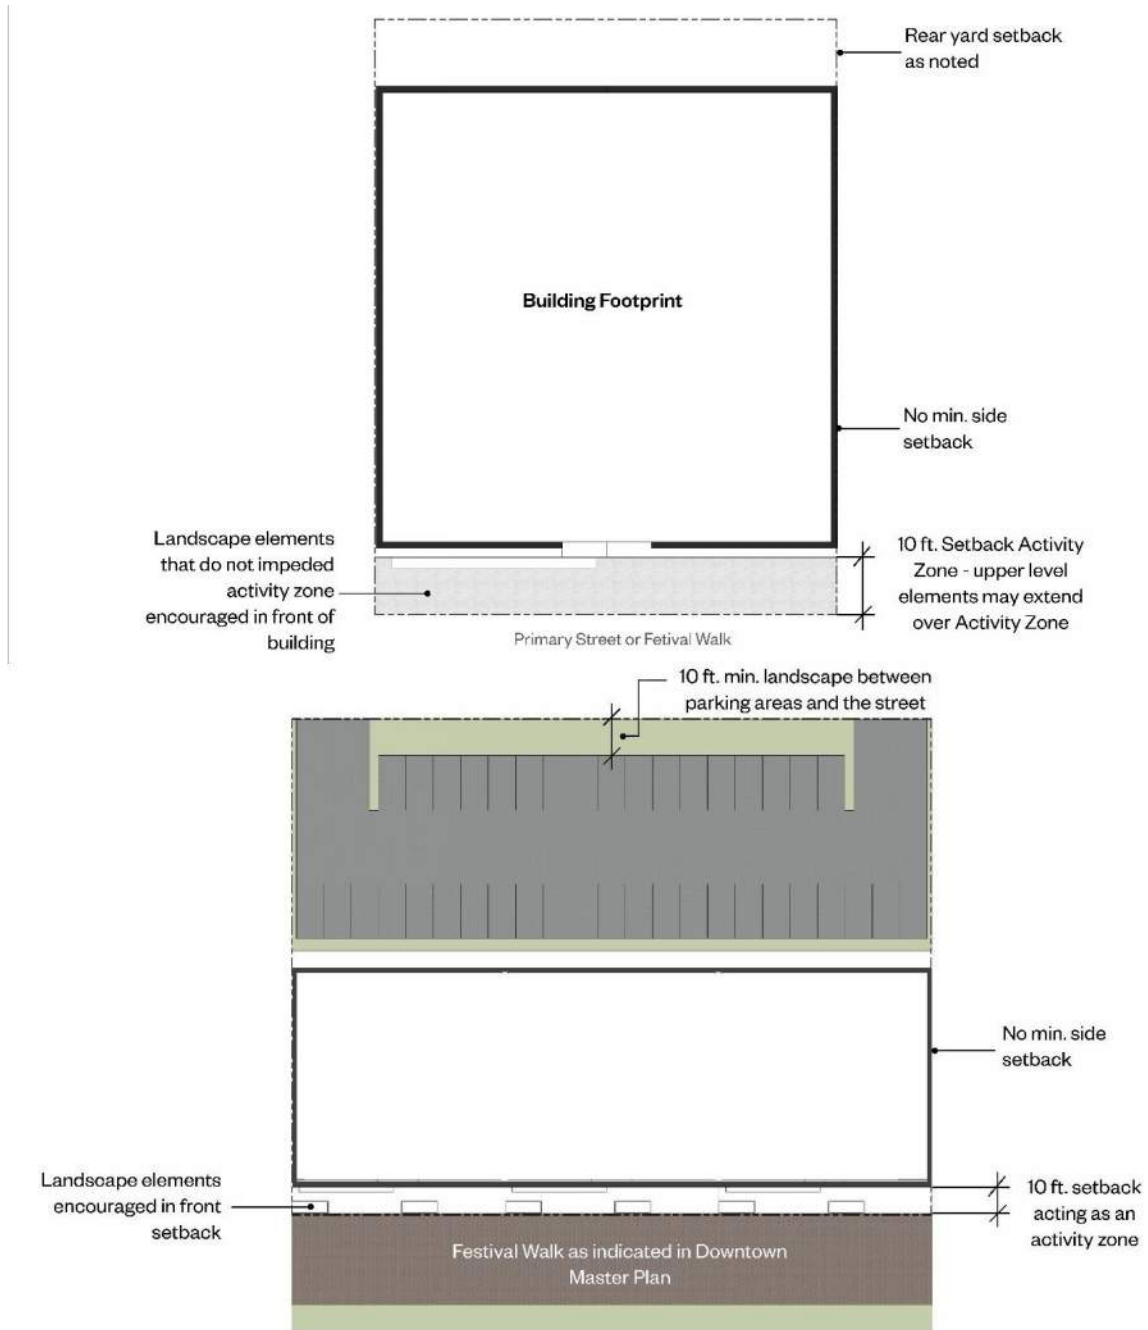 Rear yard setback
as noted
Building Footprint
No min. side
setback
Landscape elements
that do not impeded
activity zone
encouraged in front of
building
10 ft. Setback Activity
Zone - upper level
elements may extend
over Activity Zone
Primary Street or Fetival Walk
10 ft. min. landscape between
parking areas and the street
No min. side
setback
Landscape elements
encouraged in front
setback
10 ft. setback
acting as an
activity zone
Festival Walk as indicated in Downtown
Master Plan